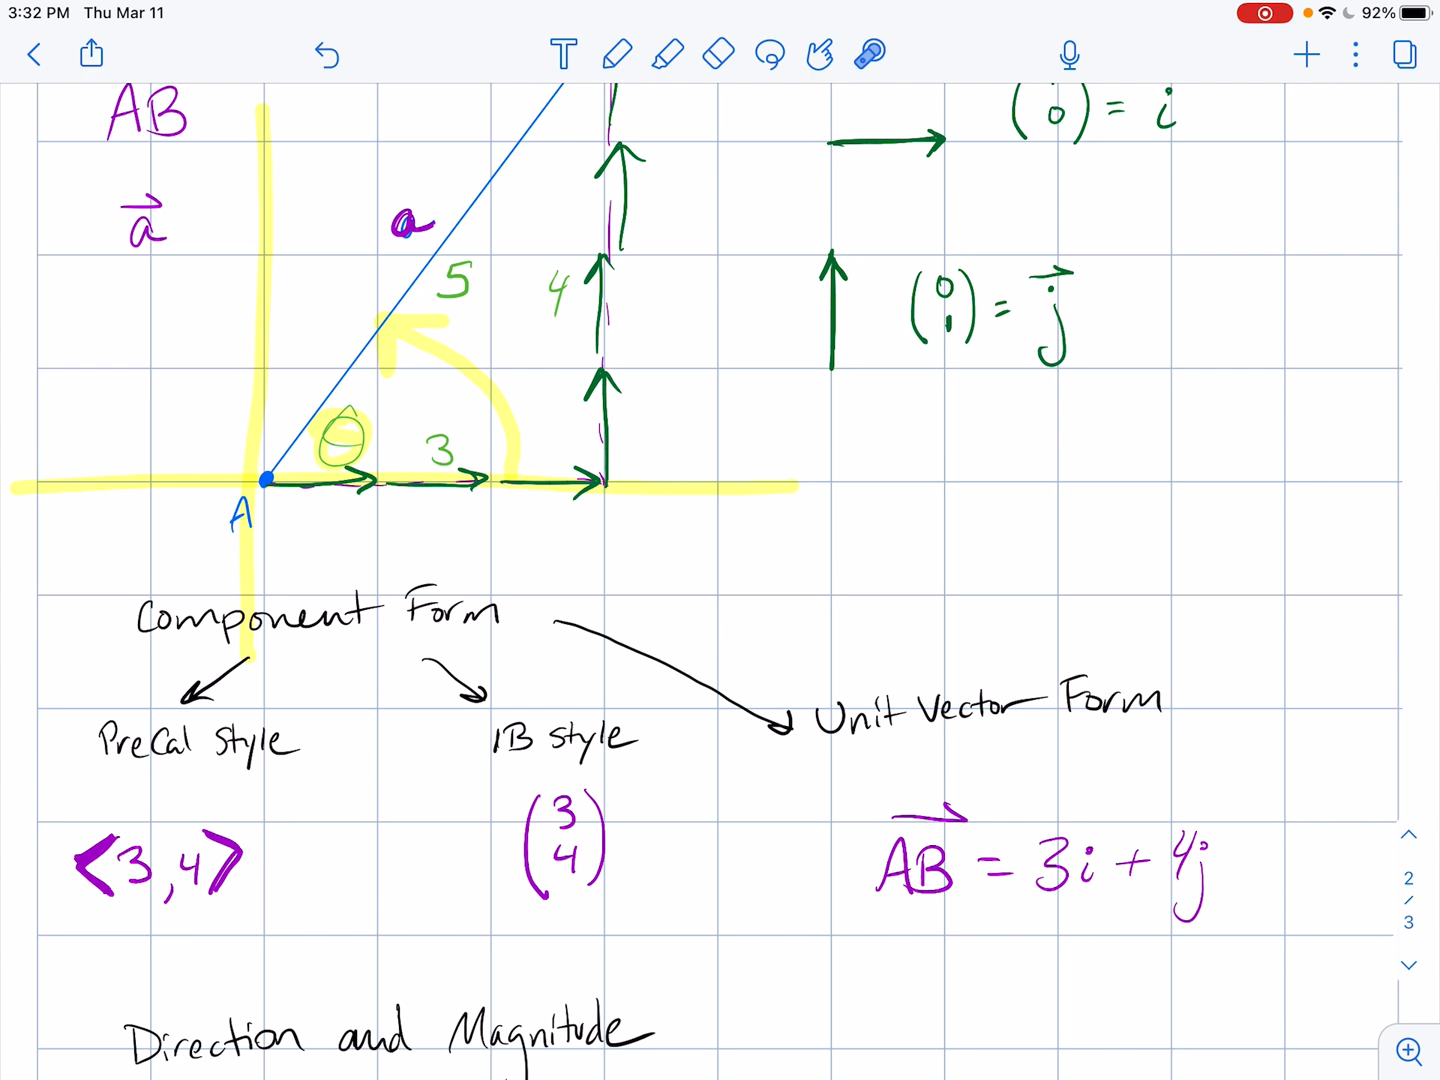 3:32 PM Thu Mar 11
92%
AB
a
a
5
4
θ
3
A
0) = i
(0
1) = j
Component Form
PreCal Style
IB style
Unit Vector Form
<3,4>
(3
4)
AB = 3i + 4j
2
/
3
Direction and Magnitude